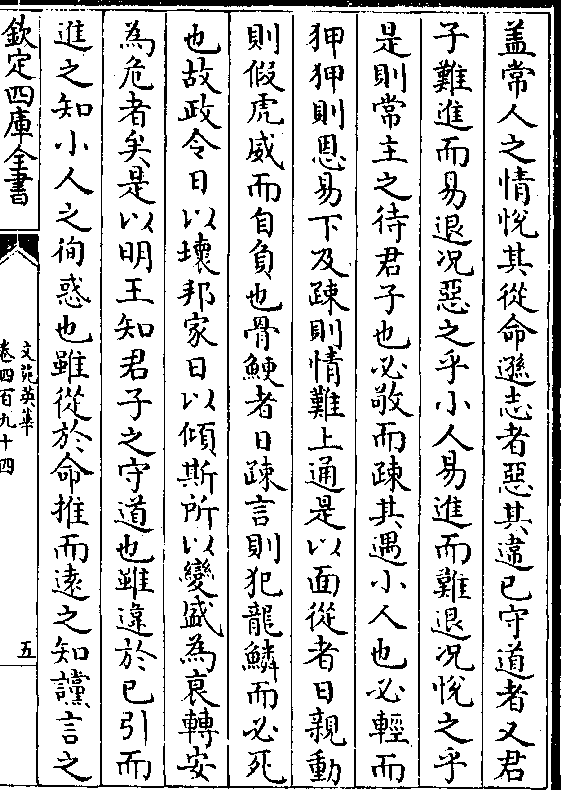 盖常人之情悅其從命遜志者惡其違已守道者又君
子難進而易退况惡之乎小人易進而難退况悅之乎
是則常主之待君子也必敬而踈其遇小人也必輕而
狎狎則恩易下及踈則情難上通是以面從者日親動
則假虎威而自負也骨鯁者日踈言則犯龍鱗而必死
也故政令日以壊邦家日以傾斯所以變盛為衰轉安
為危者矣是以明王知君子之守道也雖違於已引而
進之知小人之徇惑也雖從於命推而逺之知讜言之
欽定四庫全書
文苑英華
卷四百九十四
五